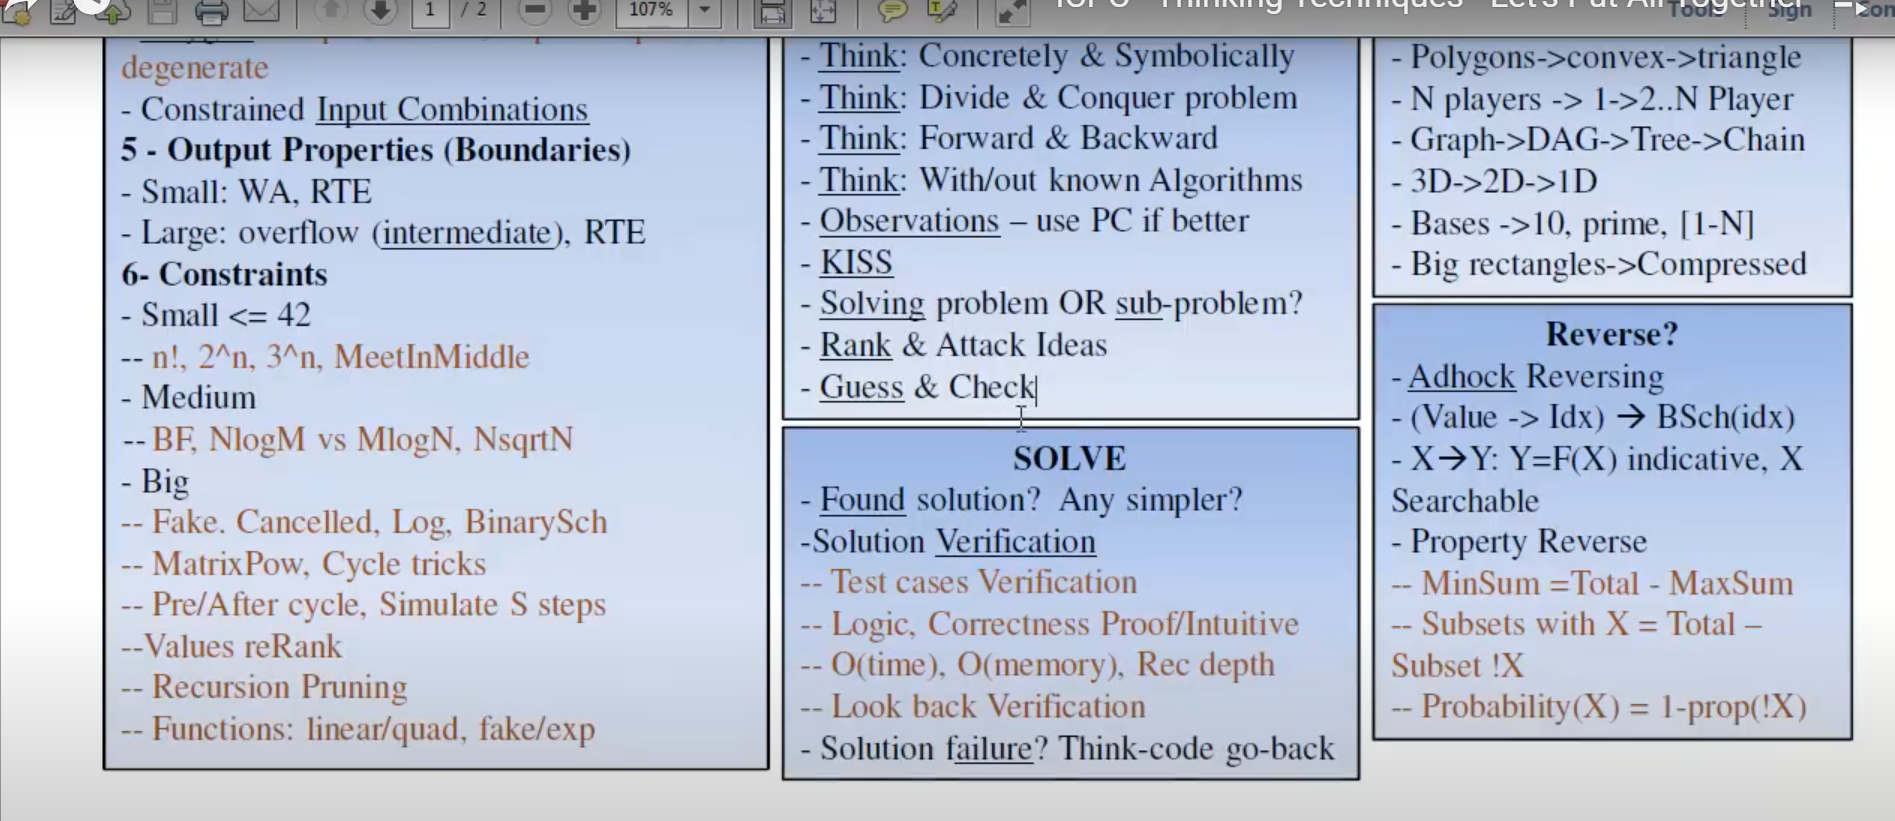 1 / 2
107%
Tools
Sign
degenerate
- Constrained Input Combinations
5 - Output Properties (Boundaries)
- Small: WA, RTE
- Large: overflow (intermediate), RTE
6- Constraints
- Small <= 42
-- n!, 2^n, 3^n, MeetInMiddle
- Medium
-- BF, NlogM vs MlogN, NsqrtN
- Big
-- Fake. Cancelled, Log, BinarySch
-- MatrixPow, Cycle tricks
-- Pre/After cycle, Simulate S steps
--Values reRank
-- Recursion Pruning
-- Functions: linear/quad, fake/exp
- Think: Concretely & Symbolically
- Think: Divide & Conquer problem
- Think: Forward & Backward
- Think: With/out known Algorithms
- Observations – use PC if better
- KISS
- Solving problem OR sub-problem?
- Rank & Attack Ideas
- Guess & Check
SOLVE
- Found solution? Any simpler?
-Solution Verification
-- Test cases Verification
-- Logic, Correctness Proof/Intuitive
-- O(time), O(memory), Rec depth
-- Look back Verification
- Solution failure? Think-code go-back
- Polygons->convex->triangle
- N players -> 1->2..N Player
- Graph->DAG->Tree->Chain
- 3D->2D->1D
- Bases ->10, prime, [1-N]
- Big rectangles->Compressed
Reverse?
- Adhock Reversing
- (Value -> Idx) → BSch(idx)
- X→Y: Y=F(X) indicative, X
Searchable
- Property Reverse
-- MinSum =Total - MaxSum
-- Subsets with X = Total –
Subset !X
-- Probability(X) = 1-prop(!X)